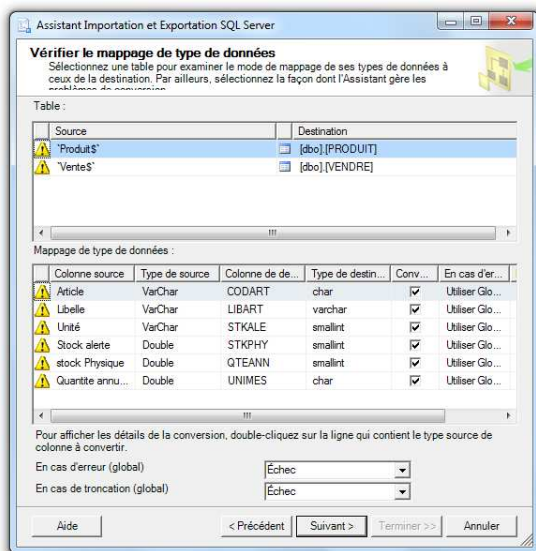 Assistant Importation et Exportation SQL Server
Vérifier le mappage de type de données
Sélectionnez une table pour examiner le mode de mappage de ses types de données à
ceux de la destination. Par ailleurs, sélectionnez la façon dont l'Assistant gère les
problèmes de conversion
Table :
Source Destination
`Produit$` [dbo].[PRODUIT]
`Vente$` [dbo].[VENDRE]
Mappage de type de données :
Colonne source Type de source Colonne de de... Type de destin... Conv... En cas d'er...
Article VarChar CODART char Utiliser Glo...
Libelle VarChar LIBART varchar Utiliser Glo...
Unité VarChar STKALE smallint Utiliser Glo...
Stock alerte Double STKPHY smallint Utiliser Glo...
stock Physique Double QTEANN smallint Utiliser Glo...
Quantite annu... Double UNIMES char Utiliser Glo...
Pour afficher les détails de la conversion, double-cliquez sur la ligne qui contient le type source de
colonne à convertir.
En cas d'erreur (global) Échec
En cas de troncation (global) Échec
Aide < Précédent Suivant > Terminer >> Annuler